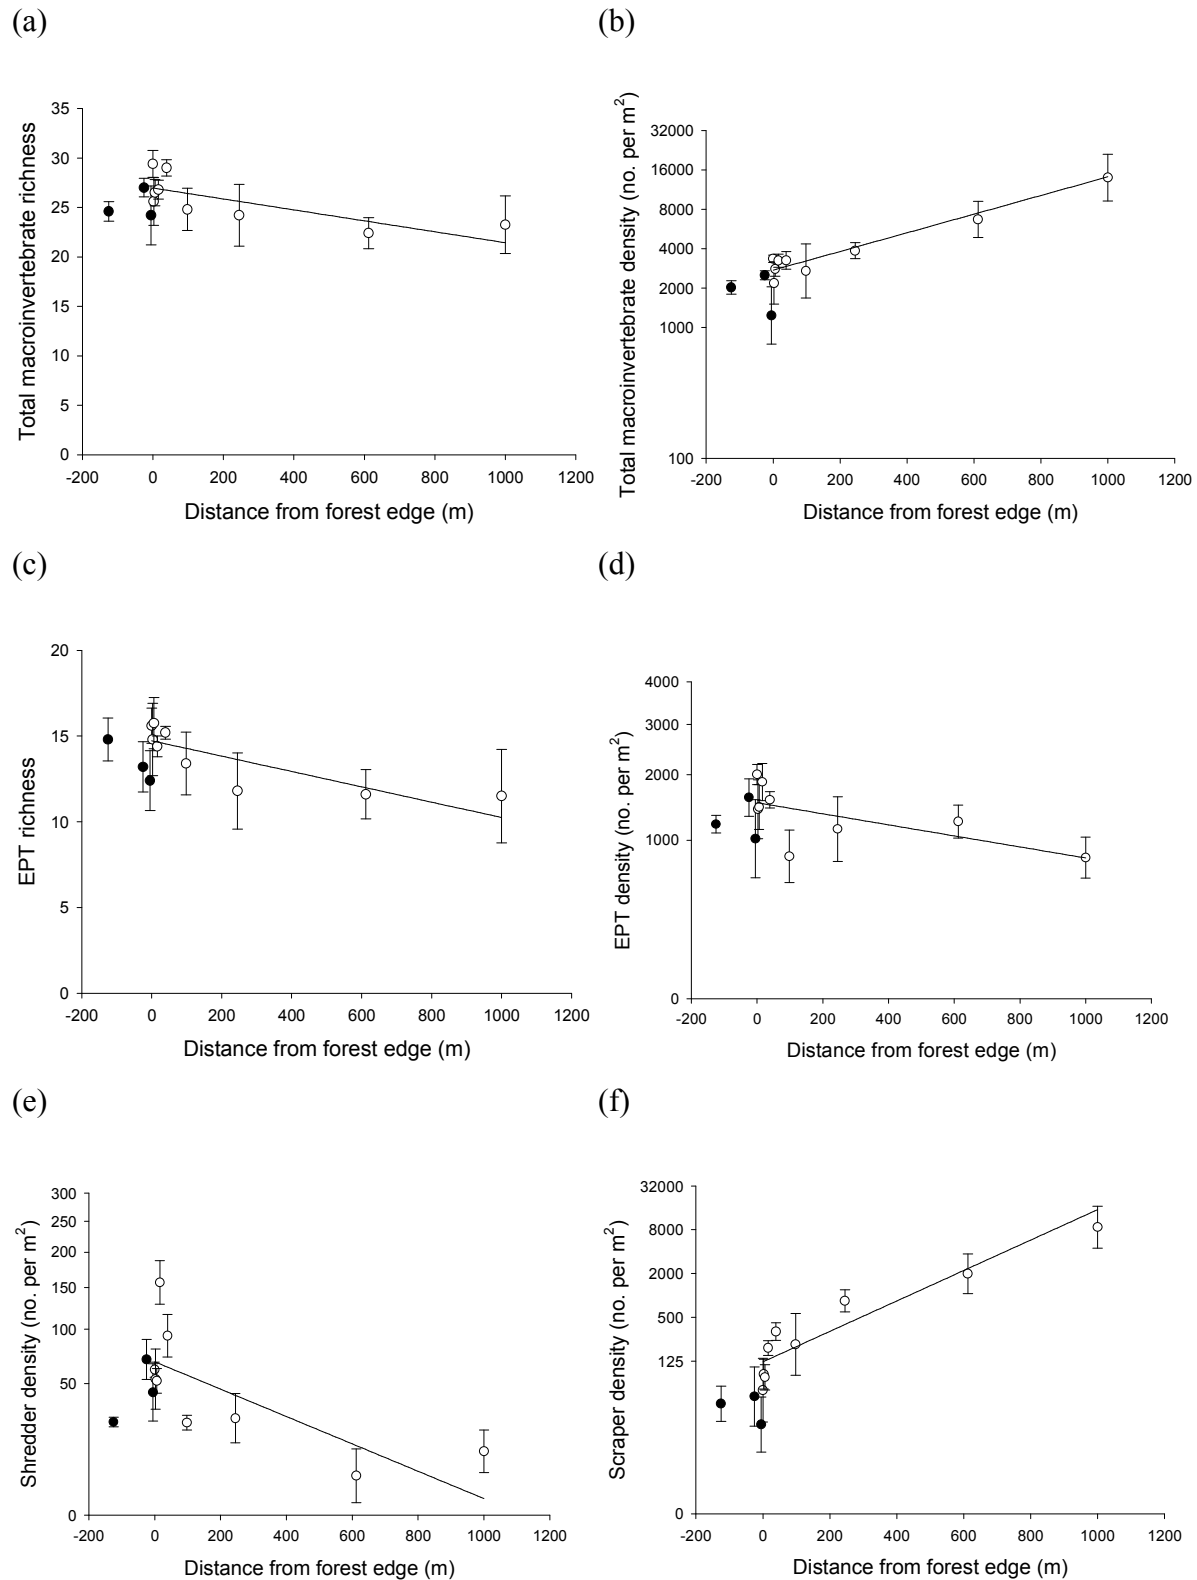 (a)
(b)
35
30
25
20
15
10
5
0
Total macroinvertebrate richness
-200 0 200 400 600 800 1000 1200
Distance from forest edge (m)
32000
16000
8000
4000
2000
1000
100
Total macroinvertebrate density (no. per m²)
-200 0 200 400 600 800 1000 1200
Distance from forest edge (m)
(c)
(d)
20
15
10
5
0
EPT richness
-200 0 200 400 600 800 1000 1200
Distance from forest edge (m)
4000
3000
2000
1000
0
EPT density (no. per m²)
-200 0 200 400 600 800 1000 1200
Distance from forest edge (m)
(e)
(f)
300
250
200
150
100
50
0
Shredder density (no. per m²)
-200 0 200 400 600 800 1000 1200
Distance from forest edge (m)
32000
8000
2000
500
125
0
Scraper density (no. per m²)
-200 0 200 400 600 800 1000 1200
Distance from forest edge (m)